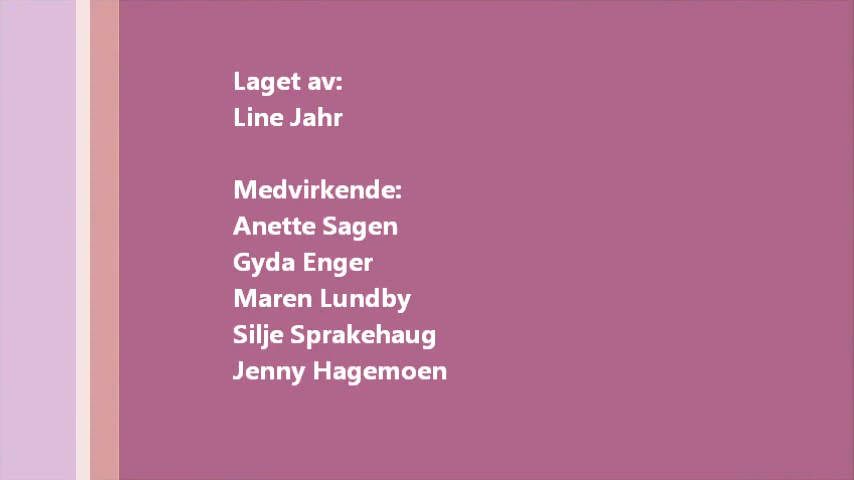 Laget av:
Line Jahr
Medvirkende:
Anette Sagen
Gyda Enger
Maren Lundby
Silje Sprakehaug
Jenny Hagemoen